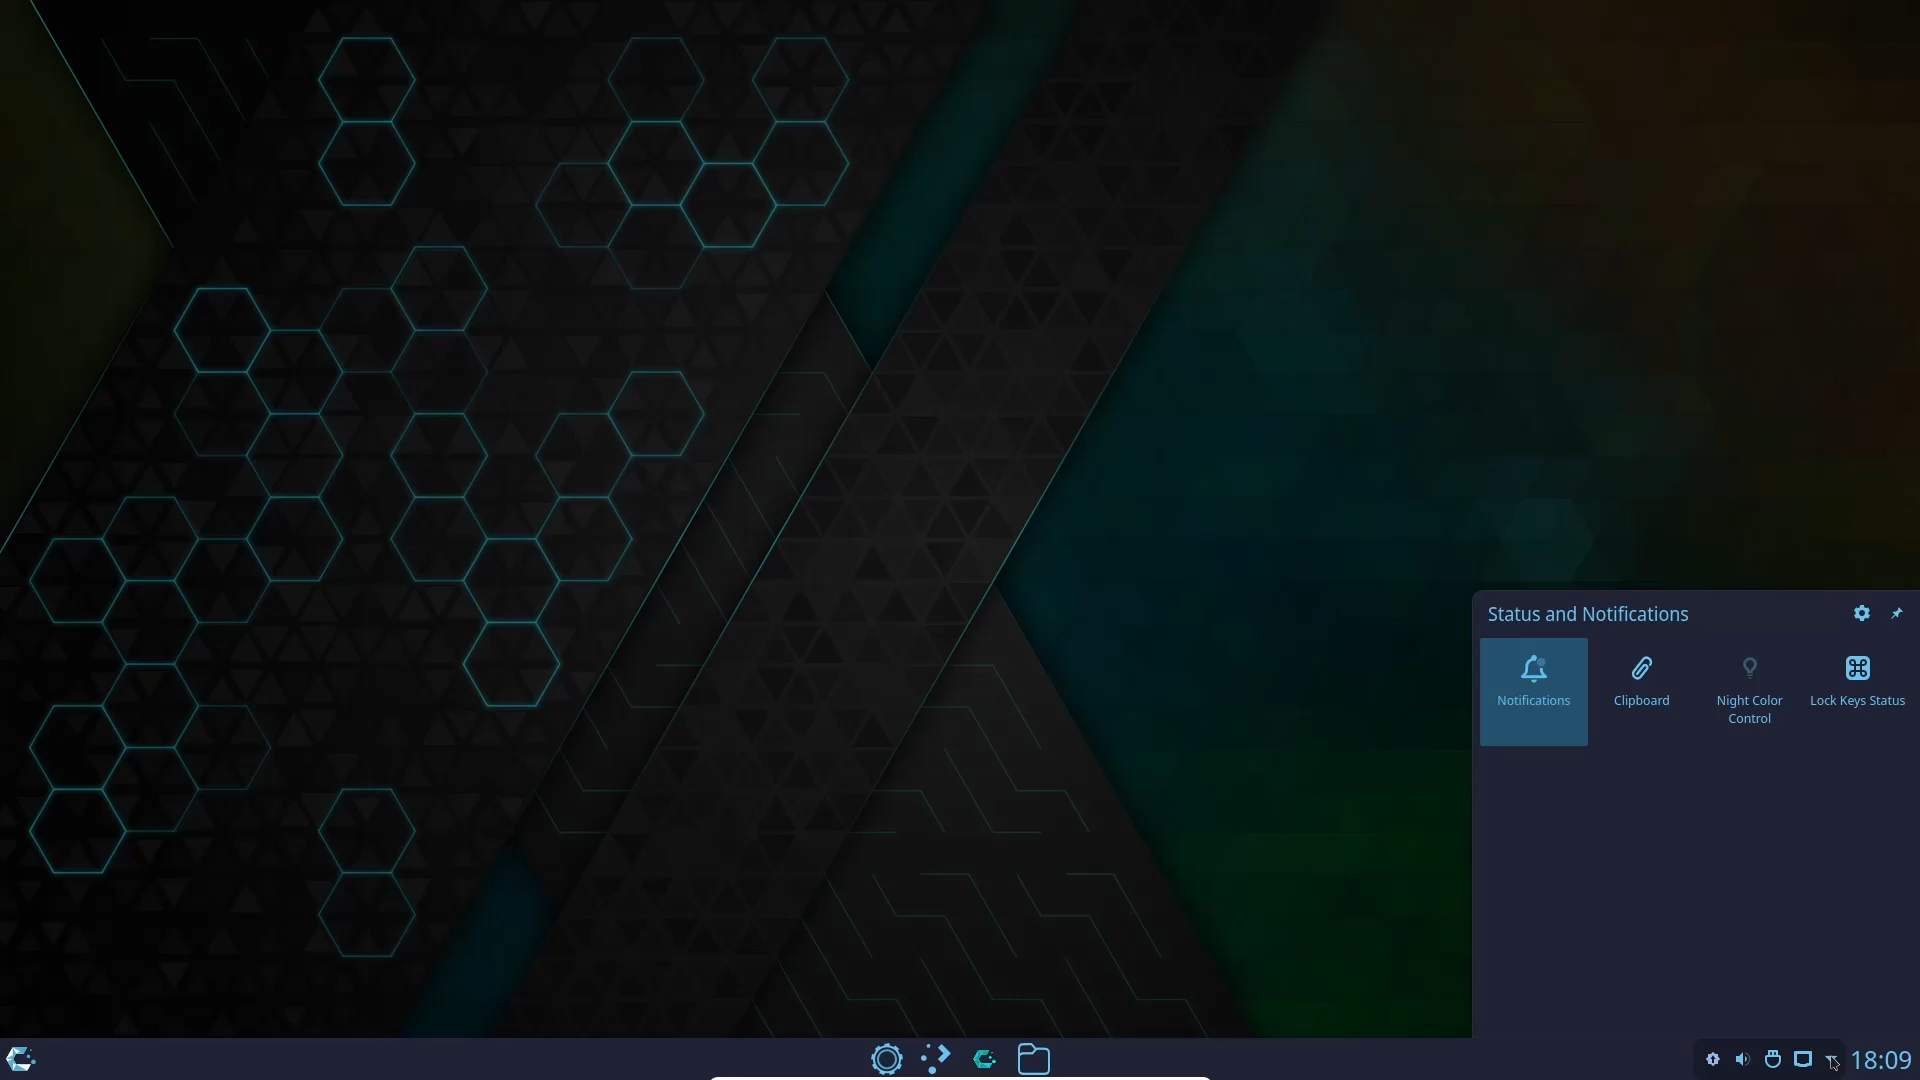 Status and Notifications
Notifications
Clipboard
Night Color
Control
Lock Keys Status
18:09